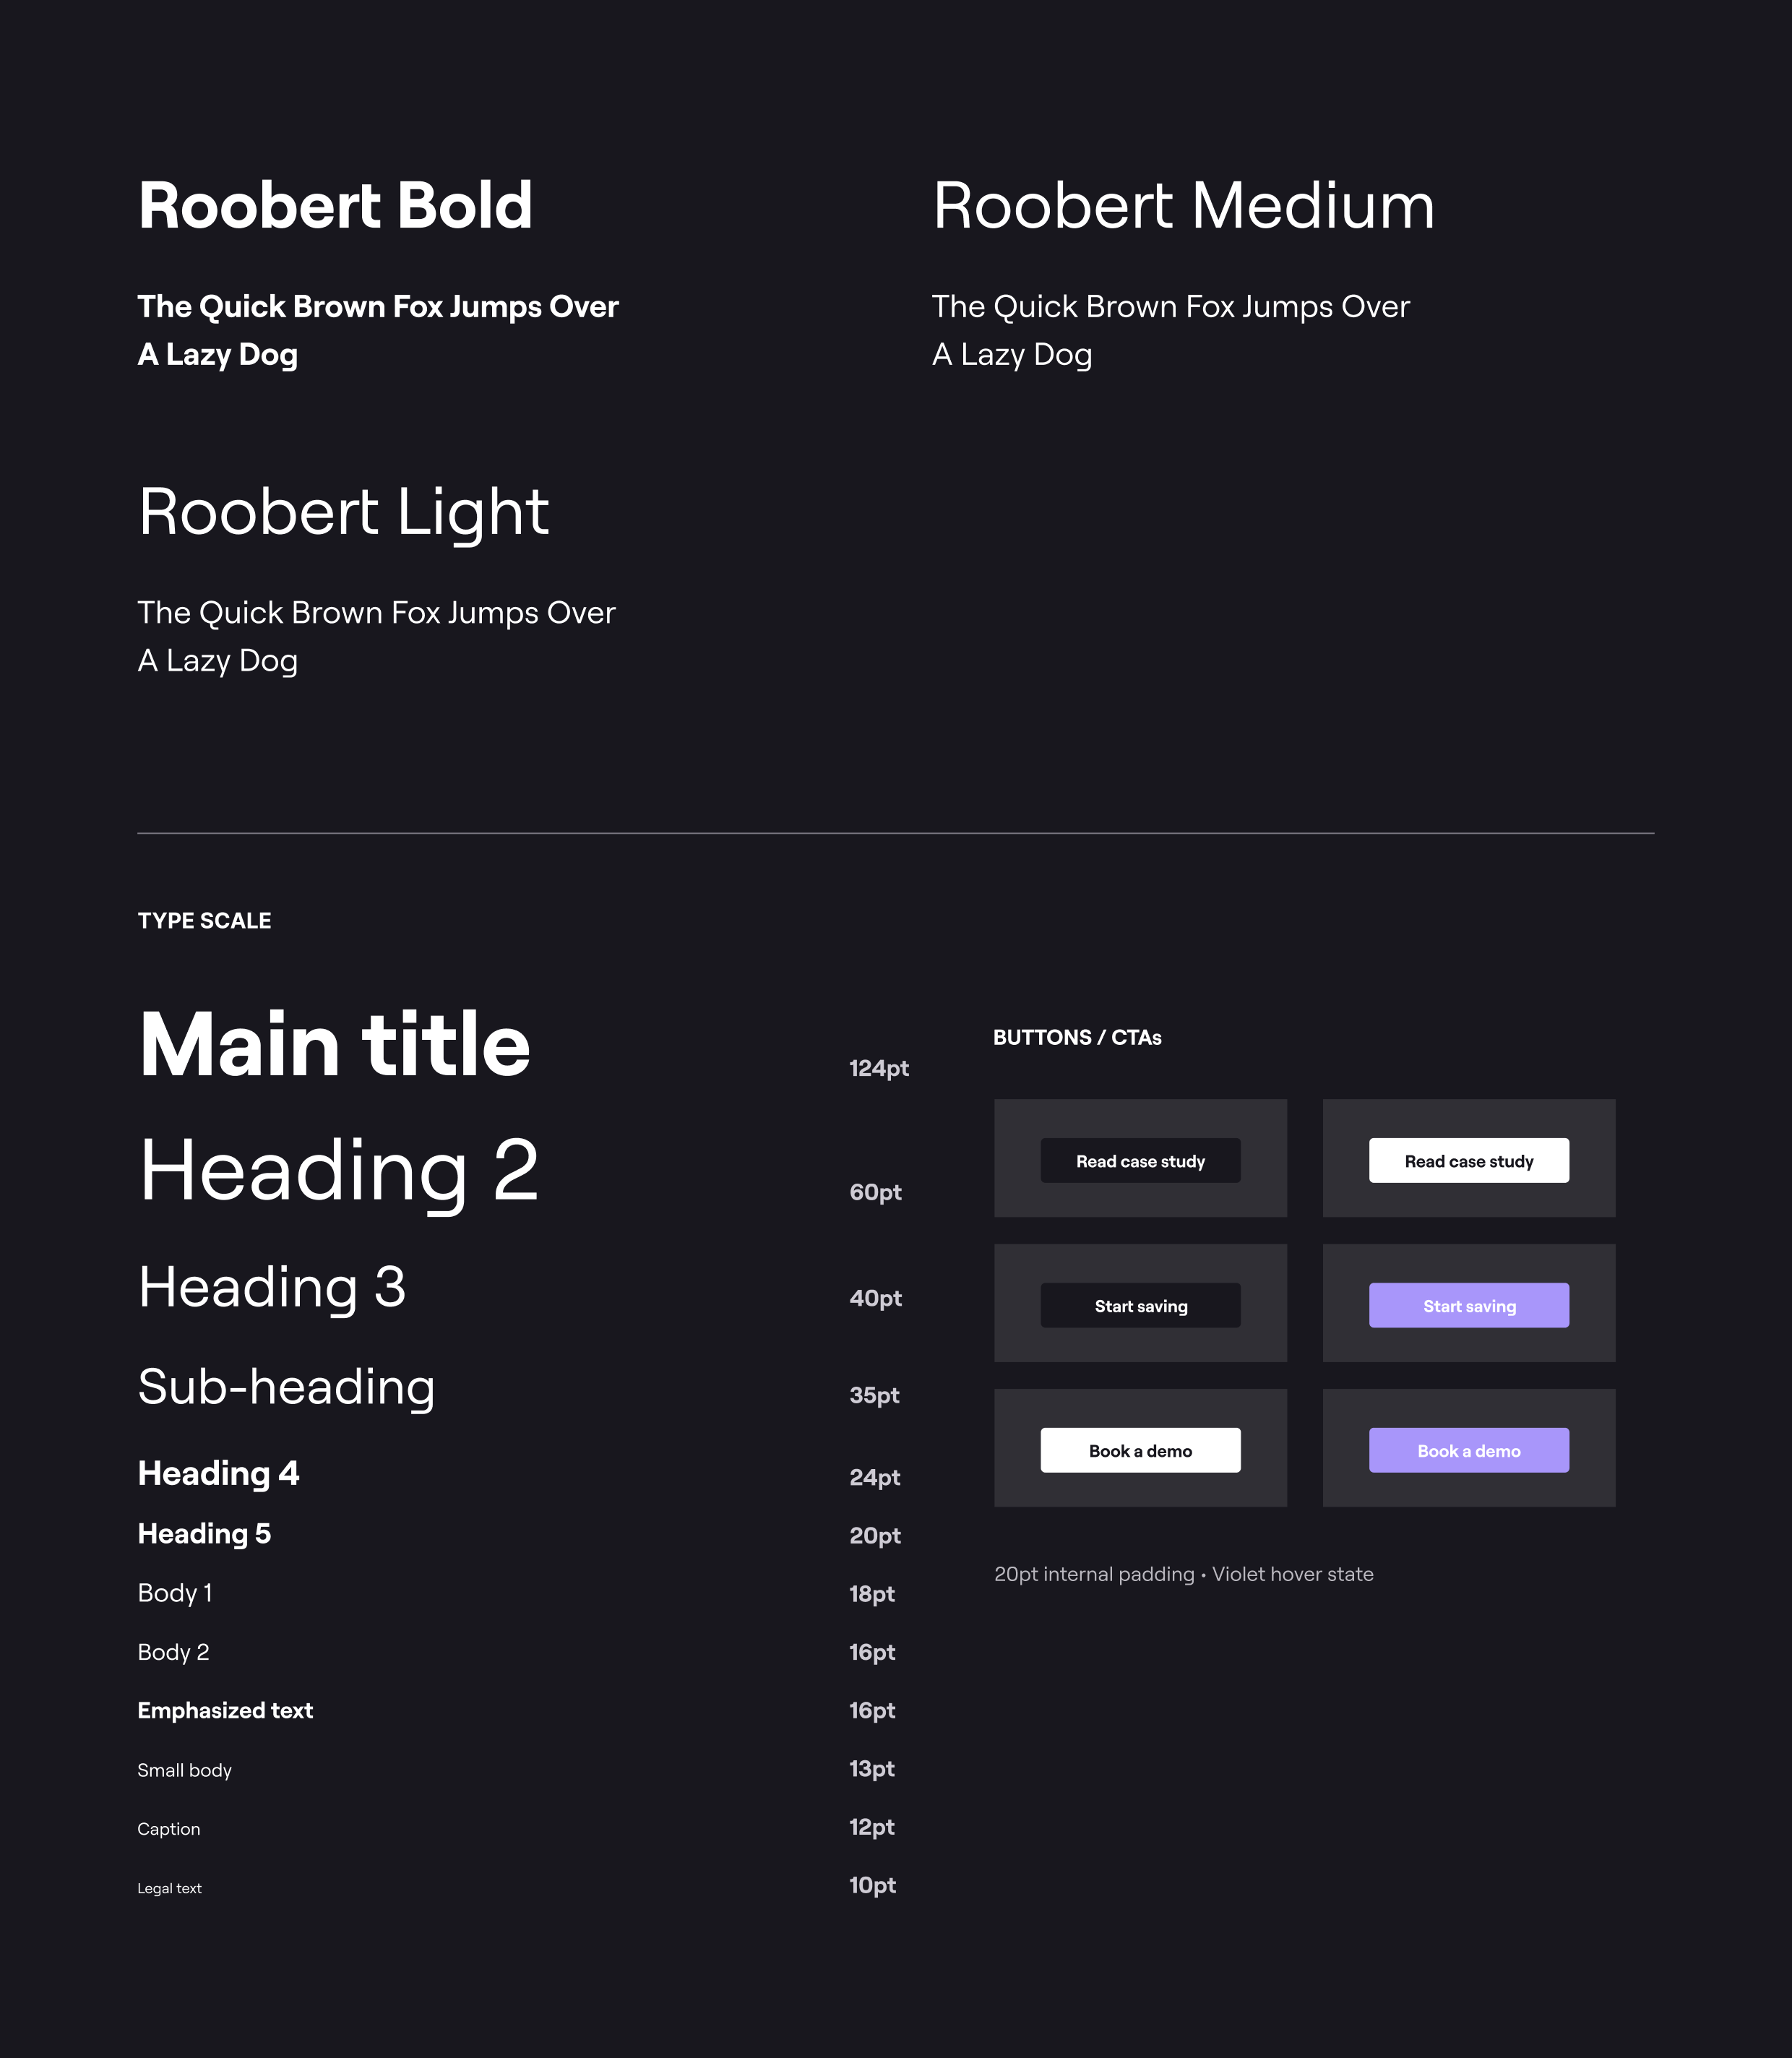 Roobert Bold
The Quick Brown Fox Jumps Over
A Lazy Dog
Roobert Medium
The Quick Brown Fox Jumps Over
A Lazy Dog
Roobert Light
The Quick Brown Fox Jumps Over
A Lazy Dog
TYPE SCALE
Main title 124pt
Heading 2 60pt
Heading 3 40pt
Sub-heading 35pt
Heading 4 24pt
Heading 5 20pt
Body 1 18pt
Body 2 16pt
Emphasized text 16pt
Small body 13pt
Caption 12pt
Legal text 10pt
BUTTONS / CTAs
Read case study
Read case study
Start saving
Start saving
Book a demo
Book a demo
20pt internal padding • Violet hover state